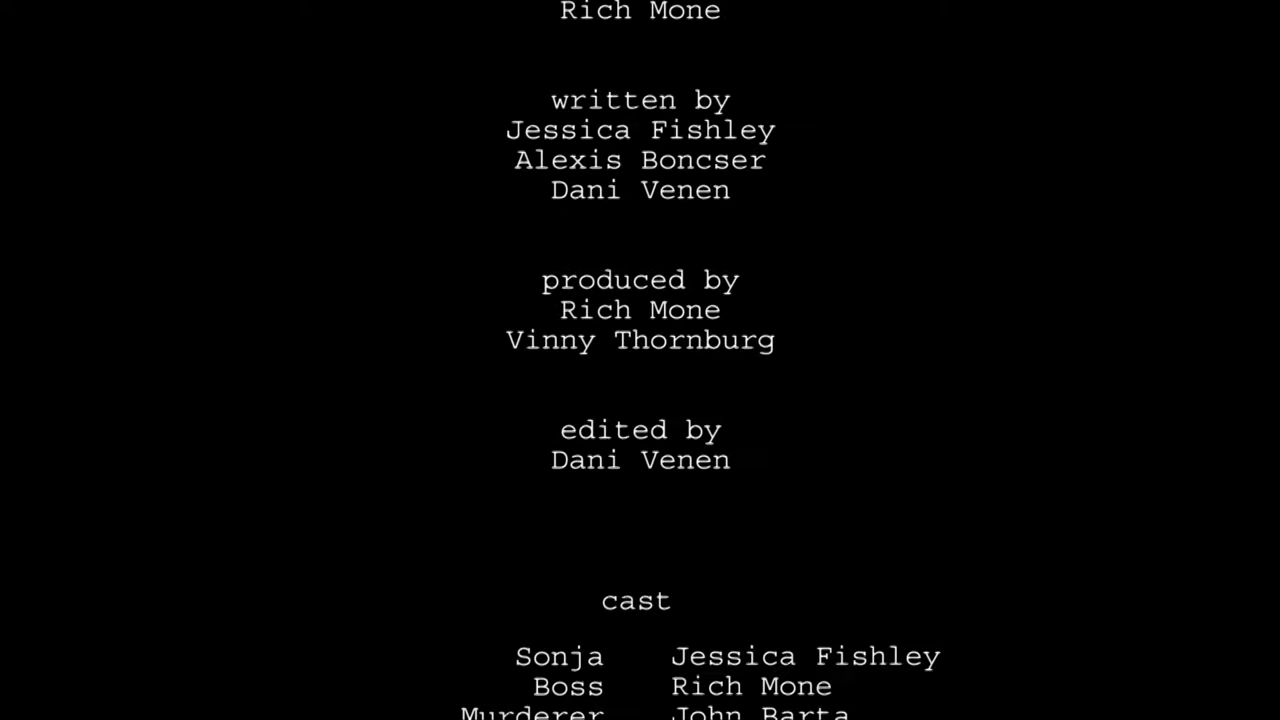 Rich Mone
written by
Jessica Fishley
Alexis Boncser
Dani Venen
produced by
Rich Mone
Vinny Thornburg
edited by
Dani Venen
cast
Sonja Jessica Fishley
Boss Rich Mone
Murderer John Barta